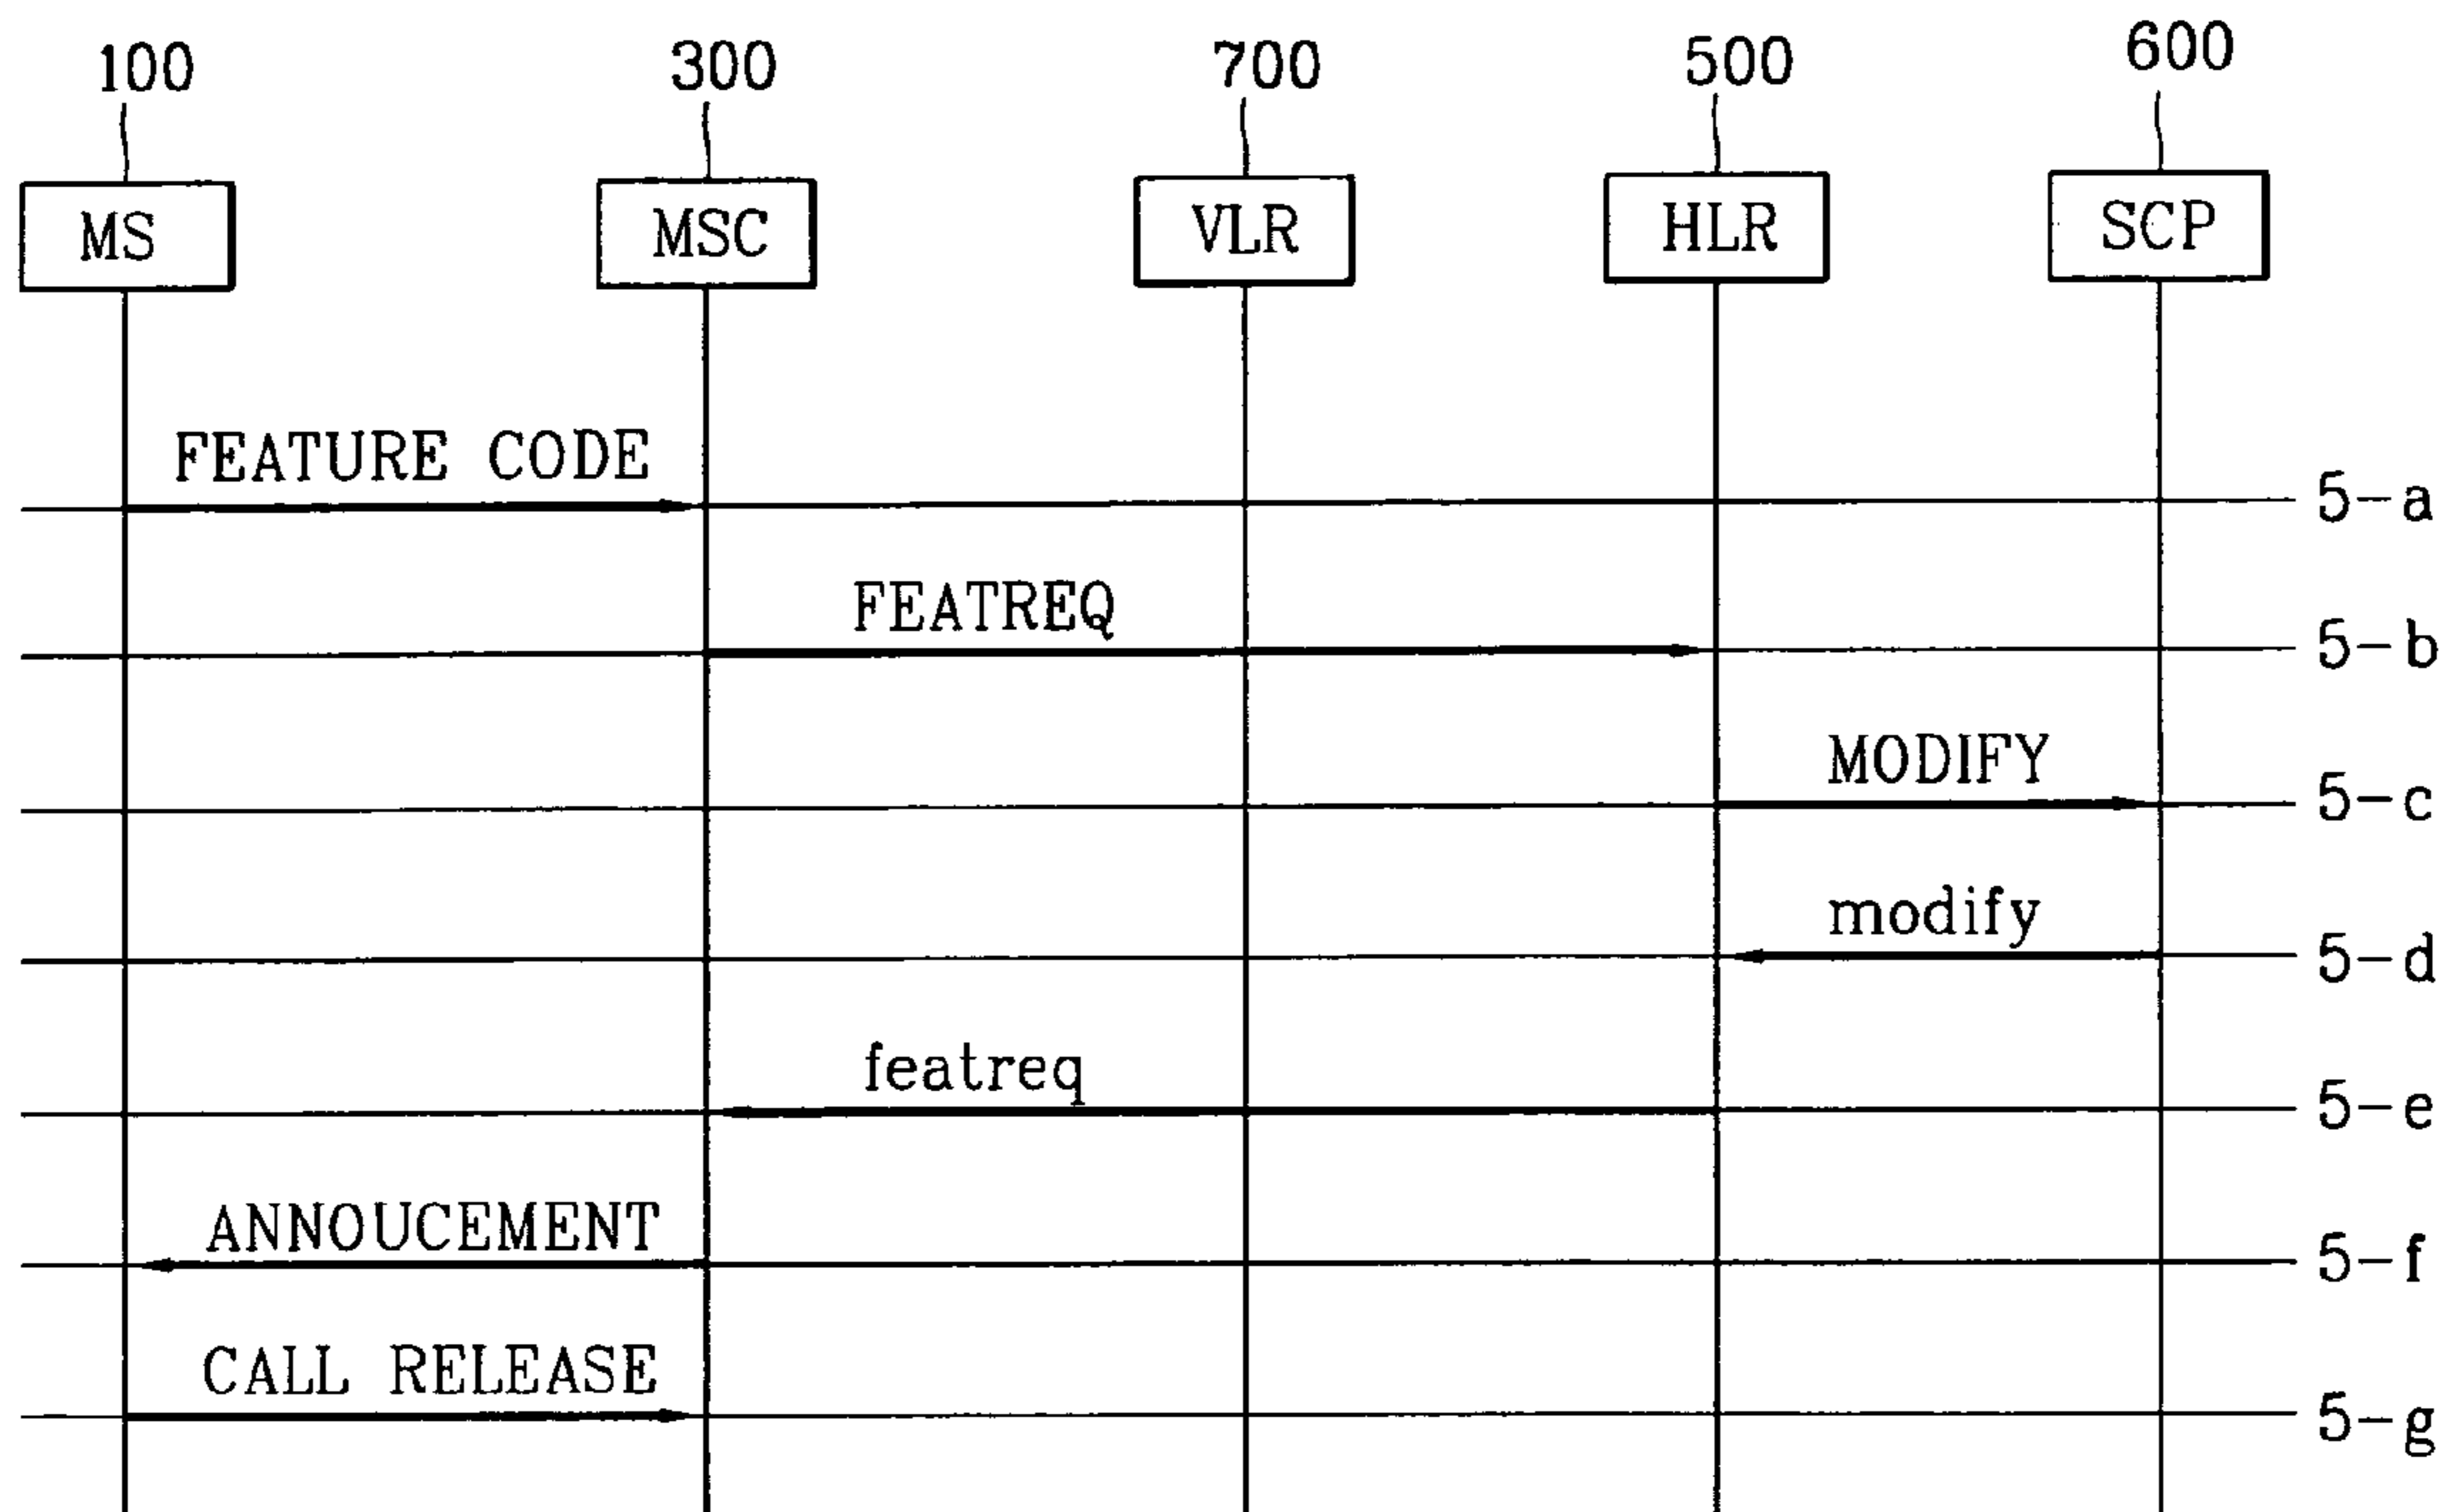 100 300 700 500 600
MS MSC VLR HLR SCP
FEATURE CODE
5-a
FEATREQ
5-b
MODIFY
5-c
modify
5-d
featreq
5-e
ANNOUCEMENT
5-f
CALL RELEASE
5-g